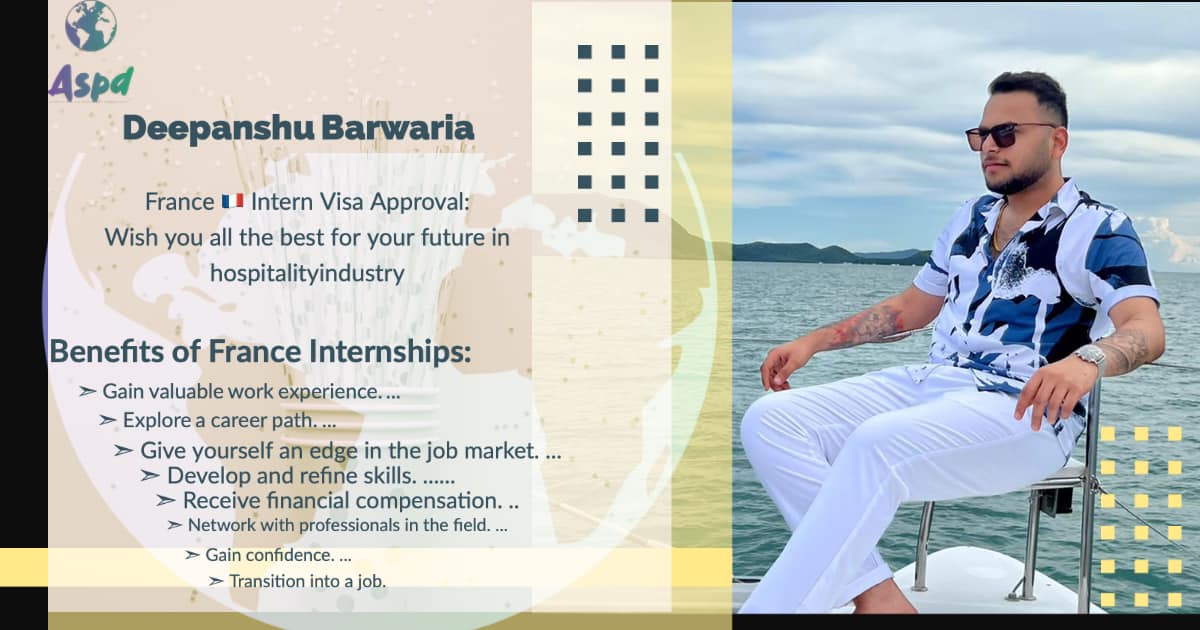 Aspd
Deepanshu Barwaria
France 🇫🇷 Intern Visa Approval:
Wish you all the best for your future in
hospitalityindustry
Benefits of France Internships:
➣ Gain valuable work experience. ...
➣ Explore a career path. ...
➣ Give yourself an edge in the job market. ...
➣ Develop and refine skills. ......
➣ Receive financial compensation. ..
➣ Network with professionals in the field. ...
➣ Gain confidence. ...
➣ Transition into a job.